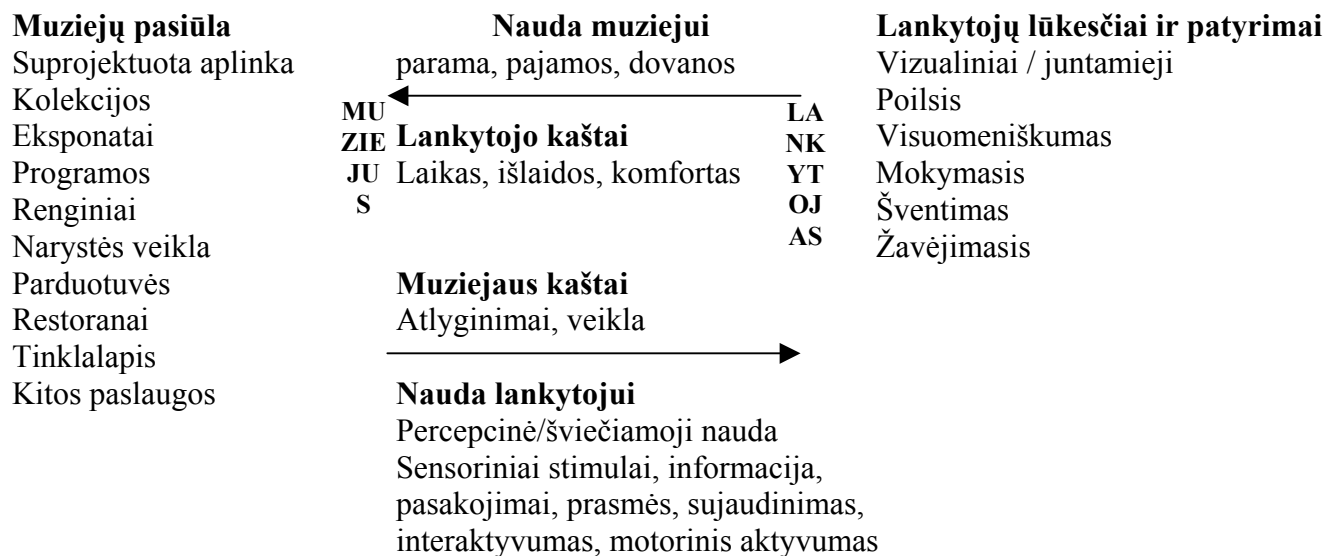 Muziejų pasiūla
Suprojektuota aplinka
Kolekcijos
Eksponatai
Programos
Renginiai
Narystės veikla
Parduotuvės
Restoranai
Tinklalapis
Kitos paslaugos
MU
ZIE
JU
S
Nauda muziejui
parama, pajamos, dovanos
Lankytojo kaštai
Laikas, išlaidos, komfortas
Muziejaus kaštai
Atlyginimai, veikla
Nauda lankytojui
Percepcinė/šviečiamoji nauda
Sensoriniai stimulai, informacija,
pasakojimai, prasmės, sujaudinimas,
interaktyvumas, motorinis aktyvumas
LA
NK
YT
OJ
AS
Lankytojų lūkesčiai ir patyrimai
Vizualiniai / juntamieji
Poilsis
Visuomeniškumas
Mokymasis
Šventimas
Žavėjimasis